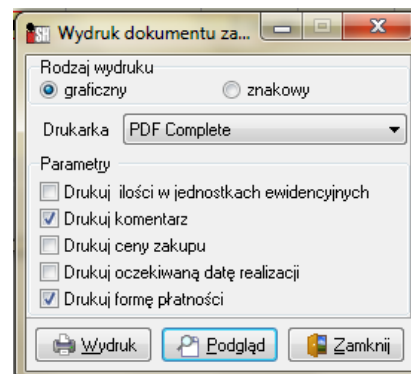 Wydruk dokumentu za...
Rodzaj wydruku
graficzny znakowy
Drukarka PDF Complete
Parametry
Drukuj ilości w jednostkach ewidencyjnych
Drukuj komentarz
Drukuj ceny zakupu
Drukuj oczekiwaną datę realizacji
Drukuj formę płatności
Wydruk Podgląd Zamknij